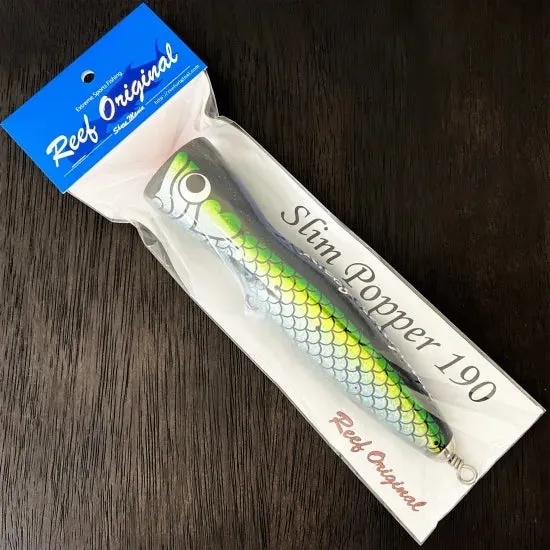 Extreme Sports Fishing
Reef Original
Slim Popper 190
Reef Original